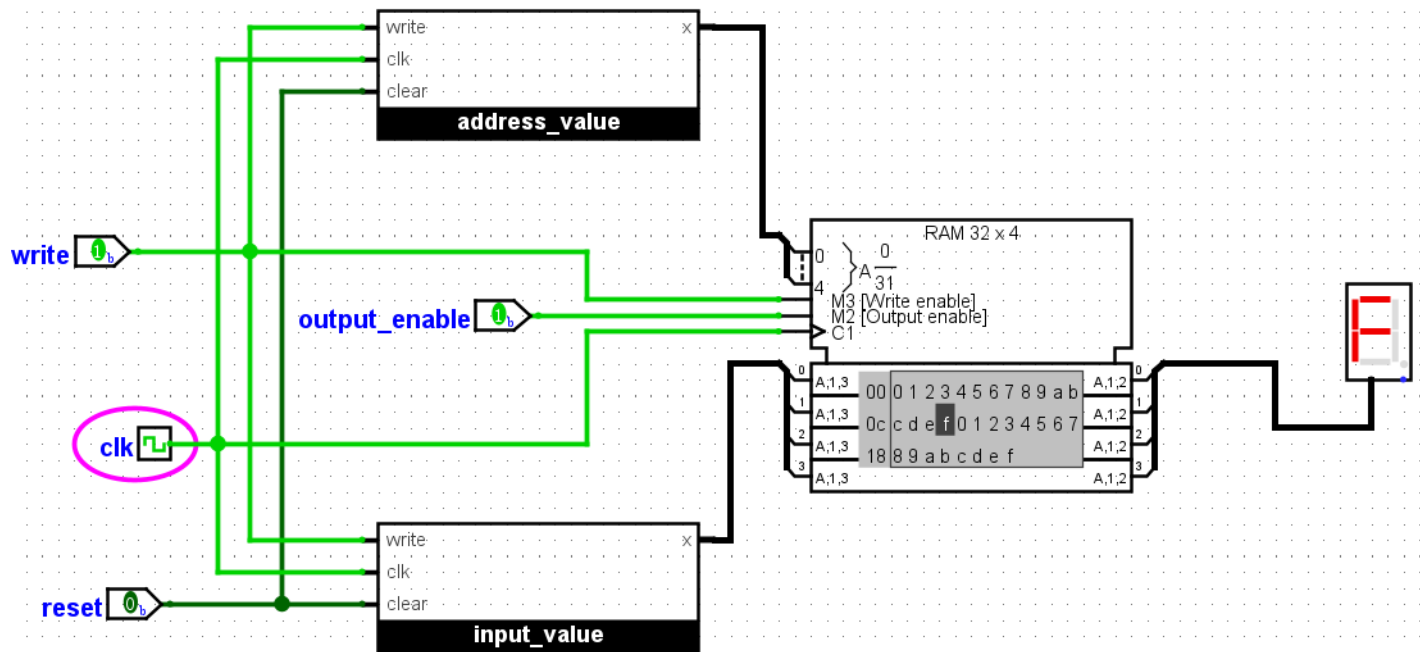 write x
clk
clear
address_value
write 1 b
output_enable 1 b
RAM 32 x 4
0
4
A 0
31
M3 [Write enable]
M2 [Output enable]
C1
F
clk
0 A,1,3
1 A,1,3
2 A,1,3
3 A,1,3
00 0 1 2 3 4 5 6 7 8 9 a b
0c c d e f 0 1 2 3 4 5 6 7
18 8 9 a b c d e f
A,1,2 0
A,1,2 1
A,1,2 2
A,1,2 3
write x
clk
clear
input_value
reset 0 b